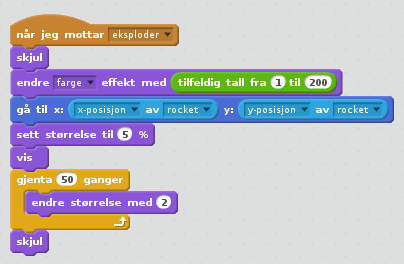 når jeg mottar eksploder
skjul
endre farge effekt med tilfeldig tall fra 1 til 200
gå til x: x-posisjon av rocket y: y-posisjon av rocket
sett størrelse til 5 %
vis
gjenta 50 ganger
endre størrelse med 2
skjul